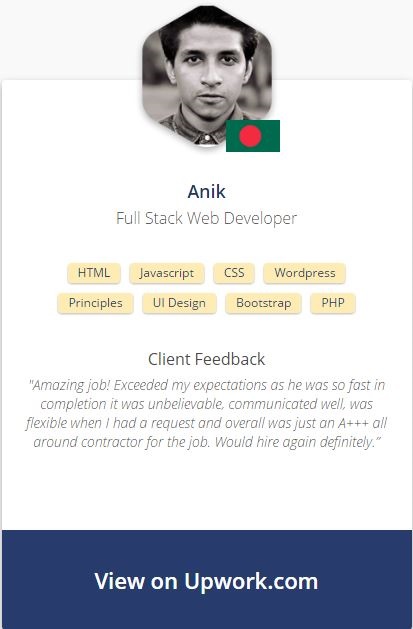 Anik
Full Stack Web Developer
HTML Javascript CSS Wordpress
Principles UI Design Bootstrap PHP
Client Feedback
"Amazing job! Exceeded my expectations as he was so fast in
completion it was unbelievable, communicated well, was
flexible when I had a request and overall was just an A+++ all
around contractor for the job. Would hire again definitely.”
View on Upwork.com